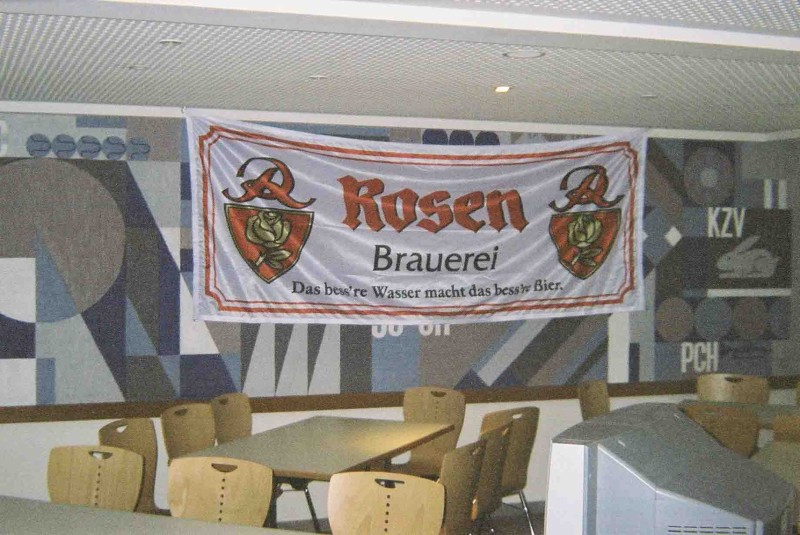 Rosen
Brauerei
Das bess're Wasser macht das bess're Bier.
KZV
PCH